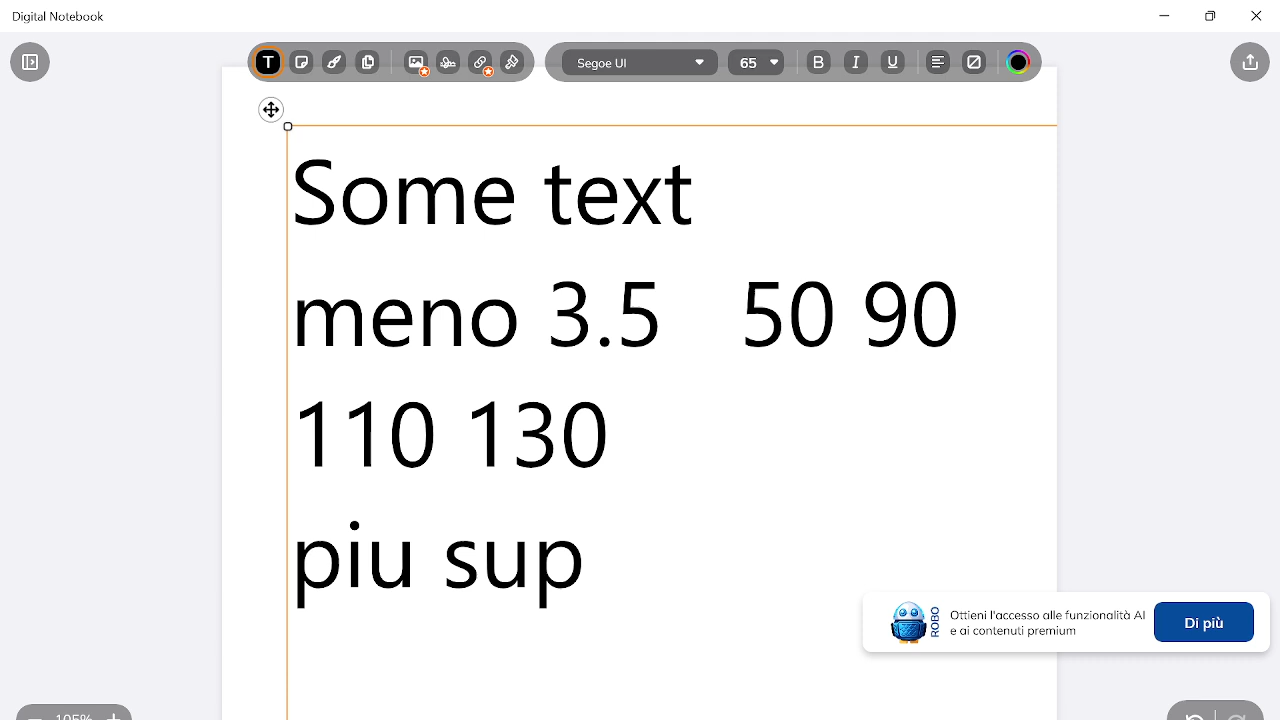 Digital Notebook
T
Segoe UI
65
B
I
U
Some text
meno 3.5 50 90
110 130
piu sup
ROBO
Ottieni l'accesso alle funzionalità AI
e ai contenuti premium
Di più
105%